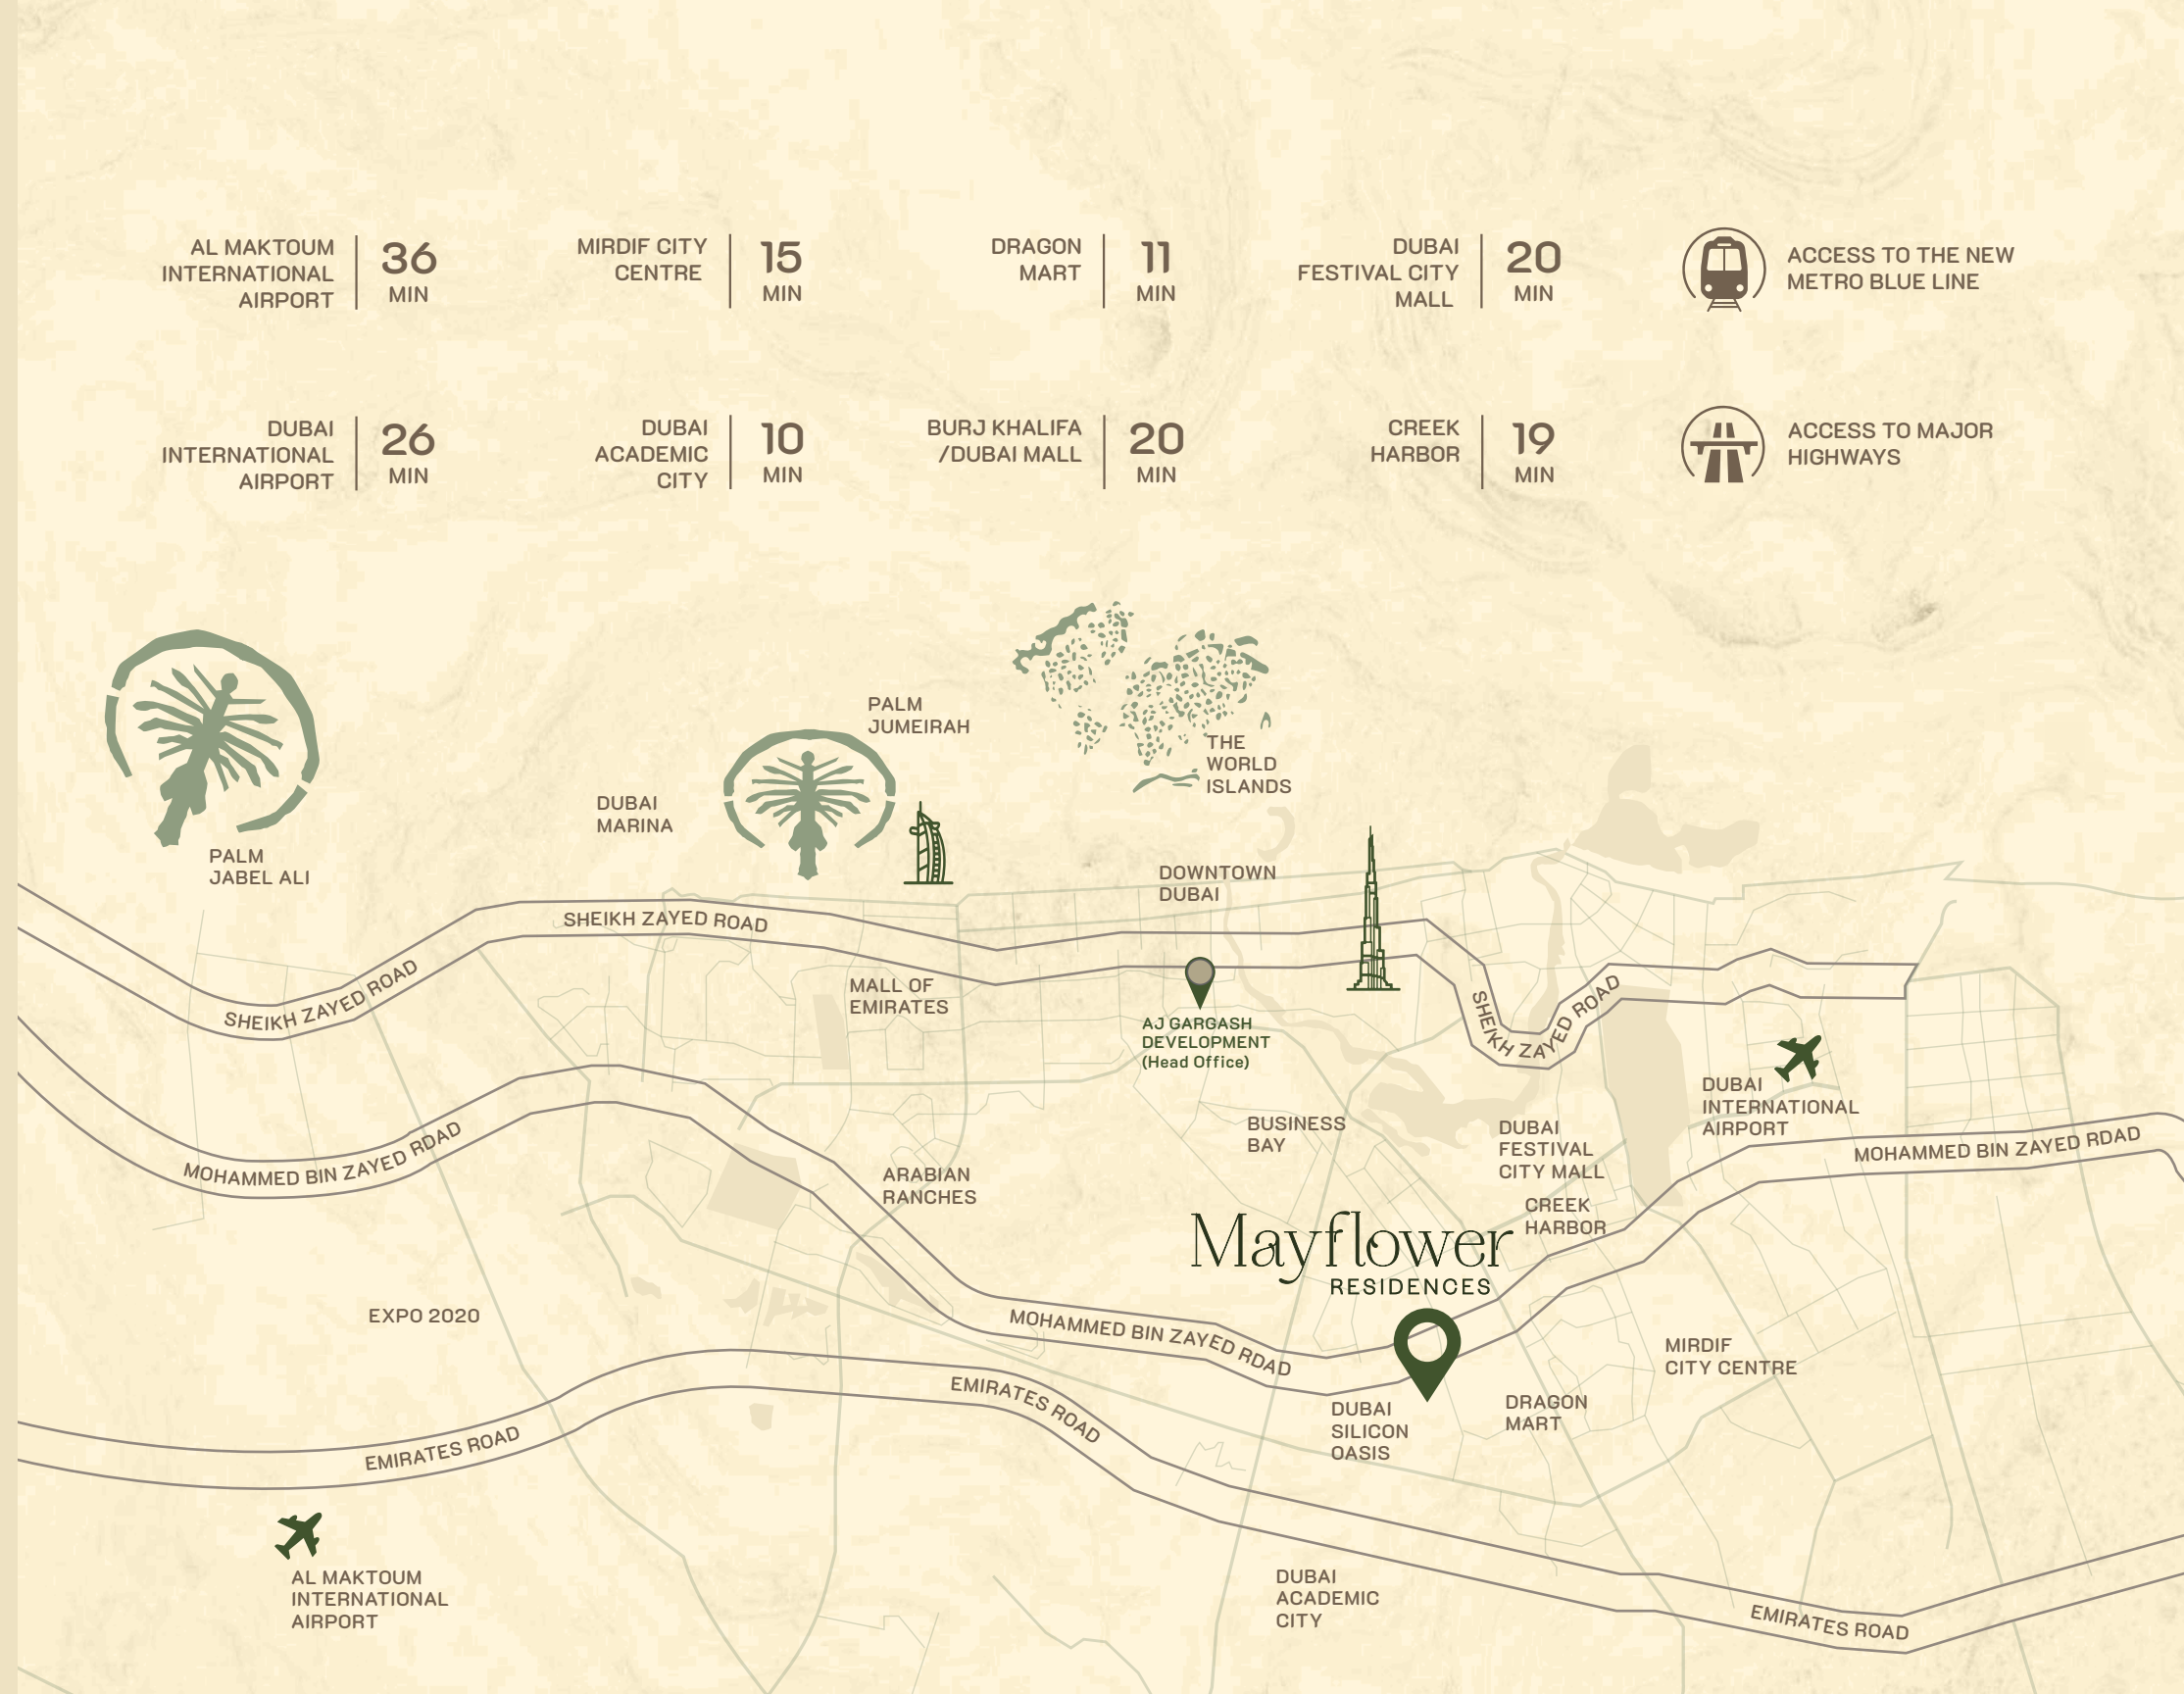 AL MAKTOUM
INTERNATIONAL
AIRPORT
36
MIN
MIRDIF CITY
CENTRE
15
MIN
DRAGON
MART
11
MIN
DUBAI
FESTIVAL CITY
MALL
20
MIN
ACCESS TO THE NEW
METRO BLUE LINE
DUBAI
INTERNATIONAL
AIRPORT
26
MIN
DUBAI
ACADEMIC
CITY
10
MIN
BURJ KHALIFA
/DUBAI MALL
20
MIN
CREEK
HARBOR
19
MIN
ACCESS TO MAJOR
HIGHWAYS
PALM
JUMEIRAH
THE
WORLD
ISLANDS
DUBAI
MARINA
PALM
JABEL ALI
DOWNTOWN
DUBAI
SHEIKH ZAYED ROAD
SHEIKH ZAYED ROAD
SHEIKH ZAYED ROAD
MALL OF
EMIRATES
AJ GARGASH
DEVELOPMENT
(Head Office)
DUBAI
INTERNATIONAL
AIRPORT
BUSINESS
BAY
DUBAI
FESTIVAL
CITY MALL
MOHAMMED BIN ZAYED RDAD
MOHAMMED BIN ZAYED RDAD
ARABIAN
RANCHES
CREEK
HARBOR
Mayflower
RESIDENCES
EXPO 2020
MOHAMMED BIN ZAYED RDAD
MIRDIF
CITY CENTRE
EMIRATES ROAD
DUBAI
SILICON
OASIS
DRAGON
MART
EMIRATES ROAD
AL MAKTOUM
INTERNATIONAL
AIRPORT
DUBAI
ACADEMIC
CITY
EMIRATES ROAD